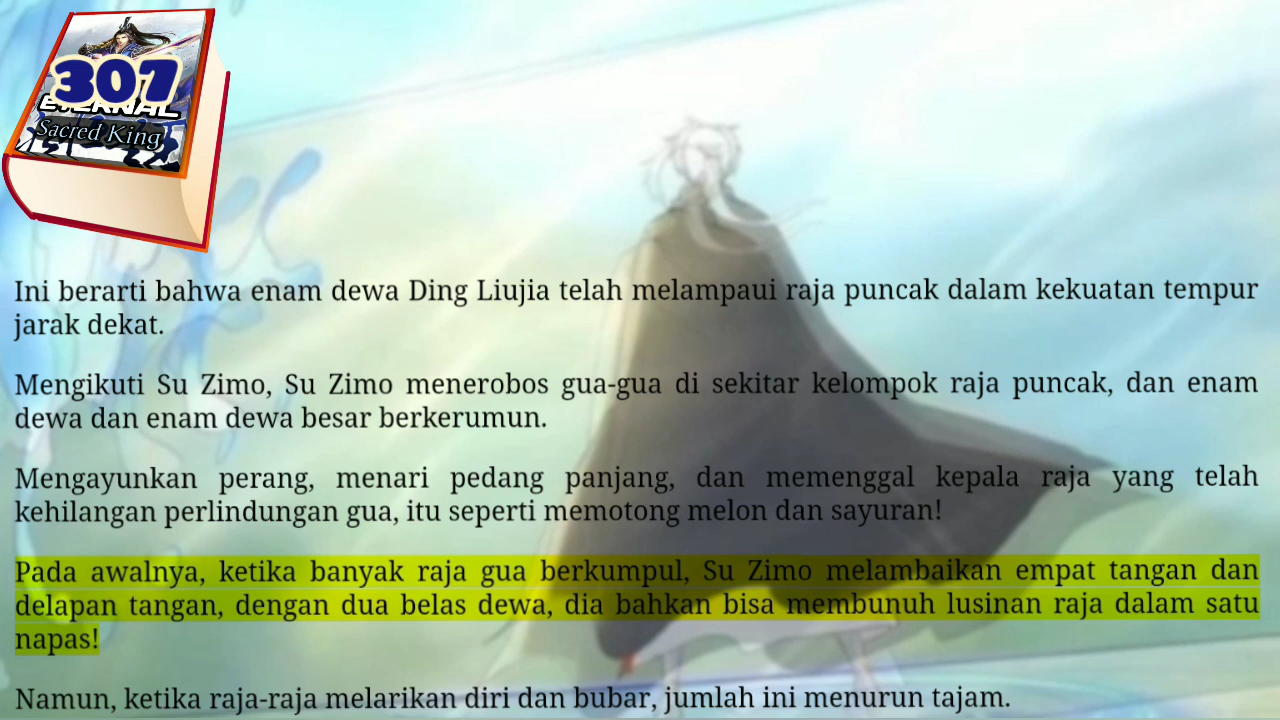 307
ETERNAL
Sacred King
Ini berarti bahwa enam dewa Ding Liujia telah melampaui raja puncak dalam kekuatan tempur
jarak dekat.
Mengikuti Su Zimo, Su Zimo menerobos gua-gua di sekitar kelompok raja puncak, dan enam
dewa dan enam dewa besar berkerumun.
Mengayunkan perang, menari pedang panjang, dan memenggal kepala raja yang telah
kehilangan perlindungan gua, itu seperti memotong melon dan sayuran!
Pada awalnya, ketika banyak raja gua berkumpul, Su Zimo melambaikan empat tangan dan
delapan tangan, dengan dua belas dewa, dia bahkan bisa membunuh lusinan raja dalam satu
napas!
Namun, ketika raja-raja melarikan diri dan bubar, jumlah ini menurun tajam.